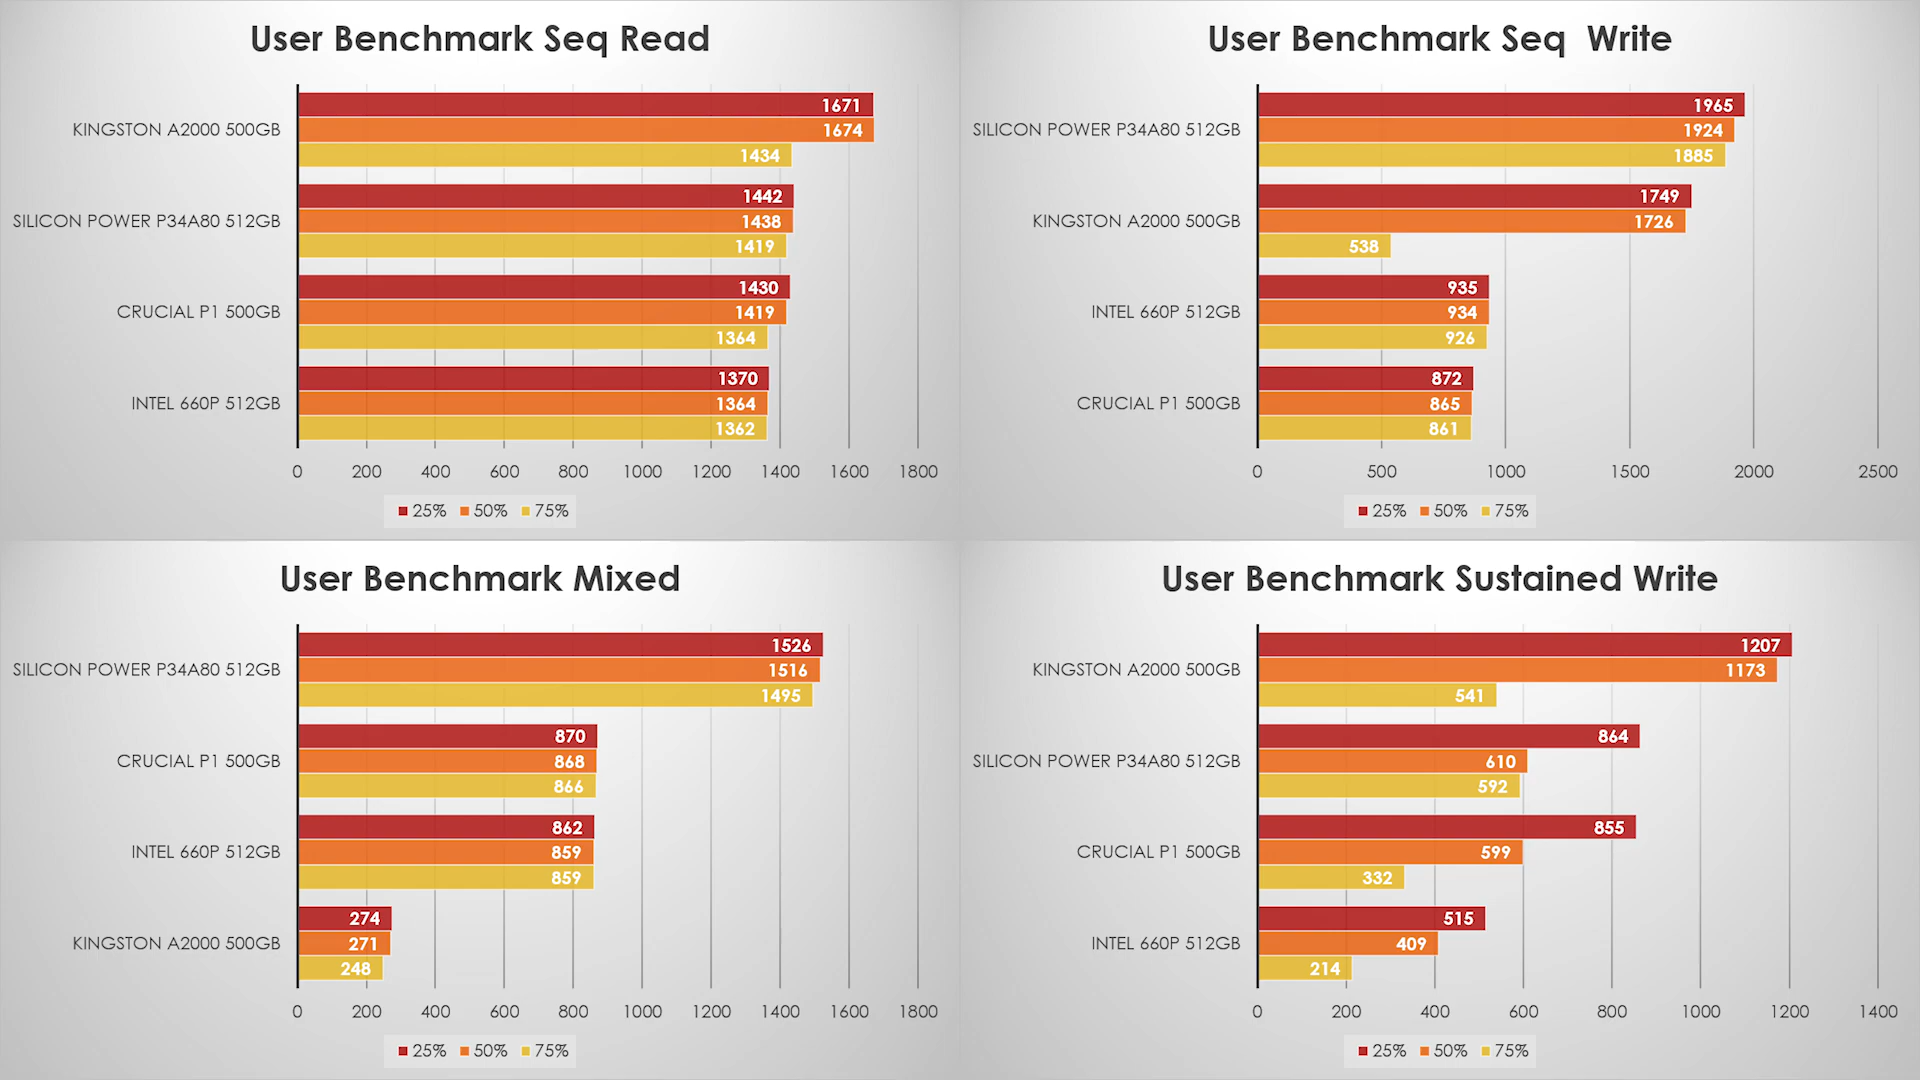 User Benchmark Seq Read
KINGSTON A2000 500GB
1671
1674
1434
SILICON POWER P34A80 512GB
1442
1438
1419
CRUCIAL P1 500GB
1430
1419
1364
INTEL 660P 512GB
1370
1364
1362
0 200 400 600 800 1000 1200 1400 1600 1800
25% 50% 75%
User Benchmark Seq Write
SILICON POWER P34A80 512GB
1965
1924
1885
KINGSTON A2000 500GB
1749
1726
538
INTEL 660P 512GB
935
934
926
CRUCIAL P1 500GB
872
865
861
0 500 1000 1500 2000 2500
25% 50% 75%
User Benchmark Mixed
SILICON POWER P34A80 512GB
1526
1516
1495
CRUCIAL P1 500GB
870
868
866
INTEL 660P 512GB
862
859
859
KINGSTON A2000 500GB
274
271
248
0 200 400 600 800 1000 1200 1400 1600 1800
25% 50% 75%
User Benchmark Sustained Write
KINGSTON A2000 500GB
1207
1173
541
SILICON POWER P34A80 512GB
864
610
592
CRUCIAL P1 500GB
855
599
332
INTEL 660P 512GB
515
409
214
0 200 400 600 800 1000 1200 1400
25% 50% 75%